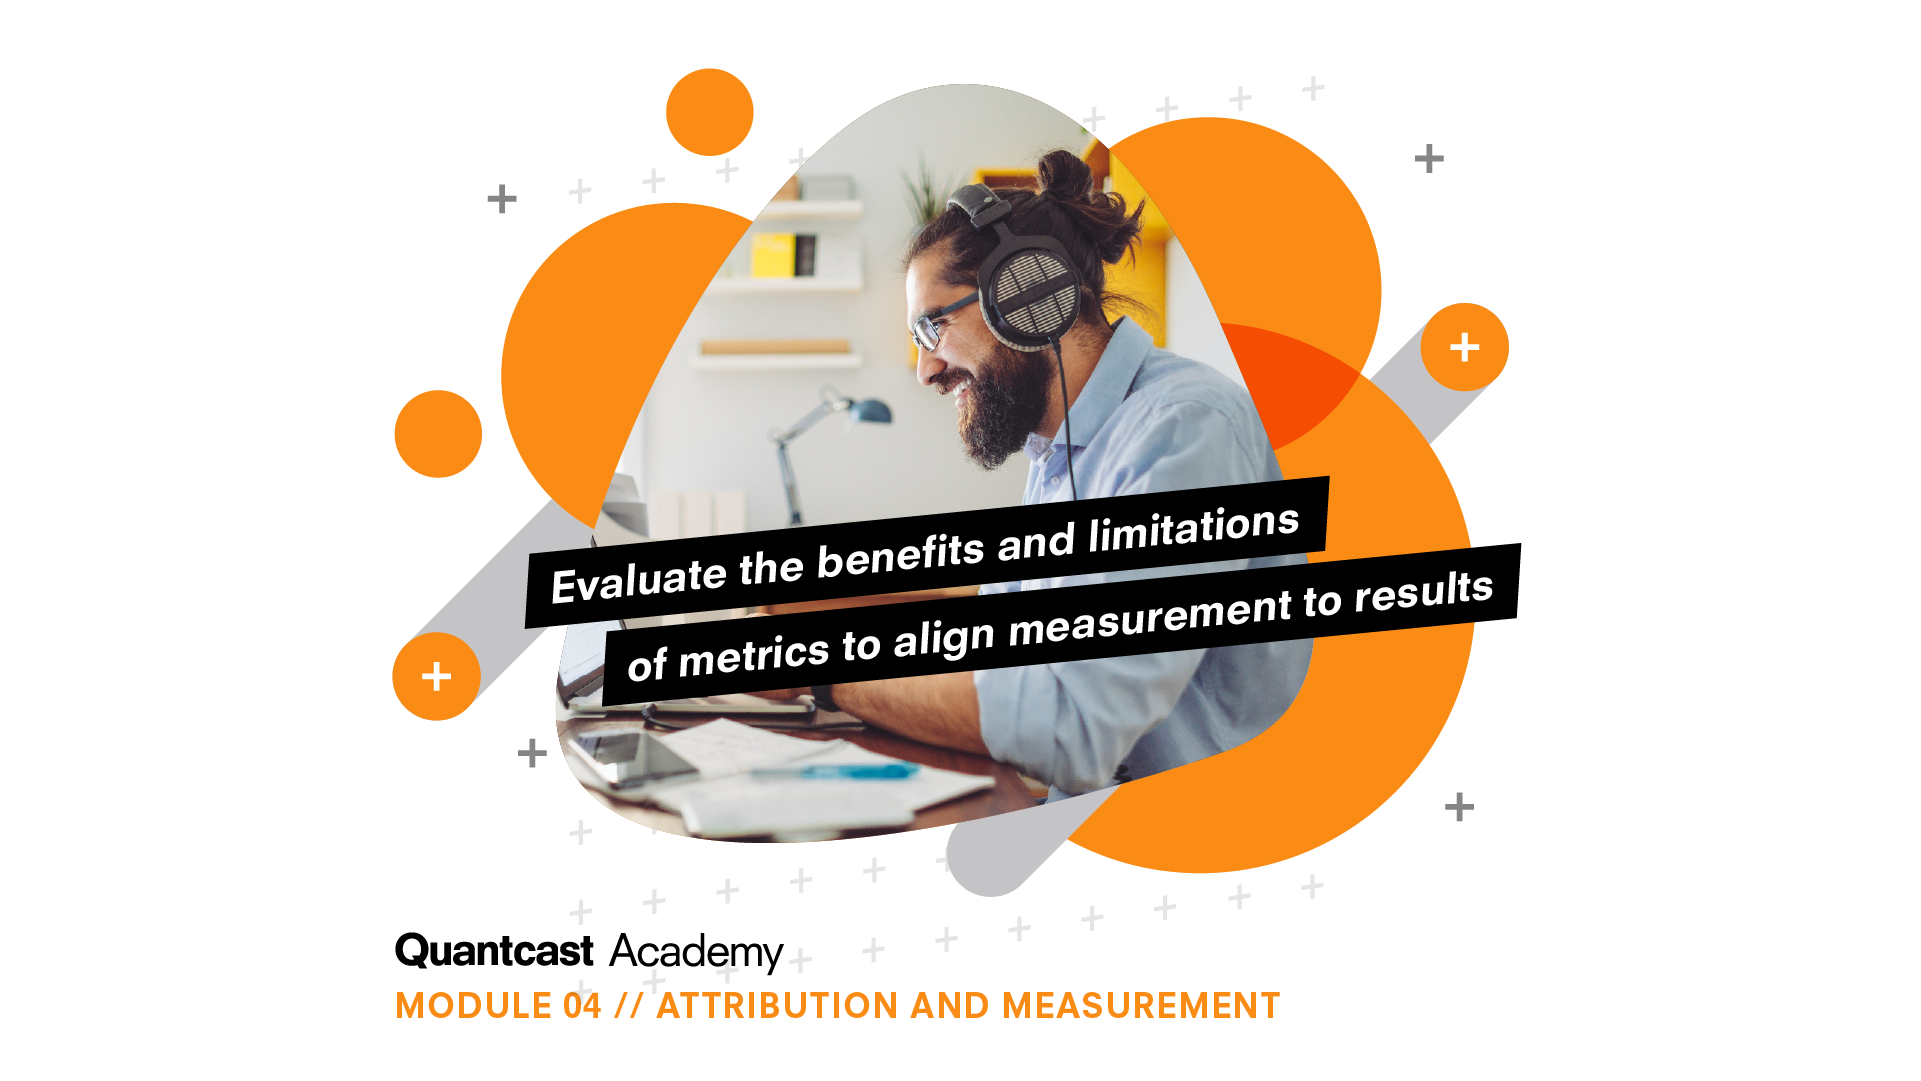 Evaluate the benefits and limitations
of metrics to align measurement to results
Quantcast Academy
MODULE 04 // ATTRIBUTION AND MEASUREMENT